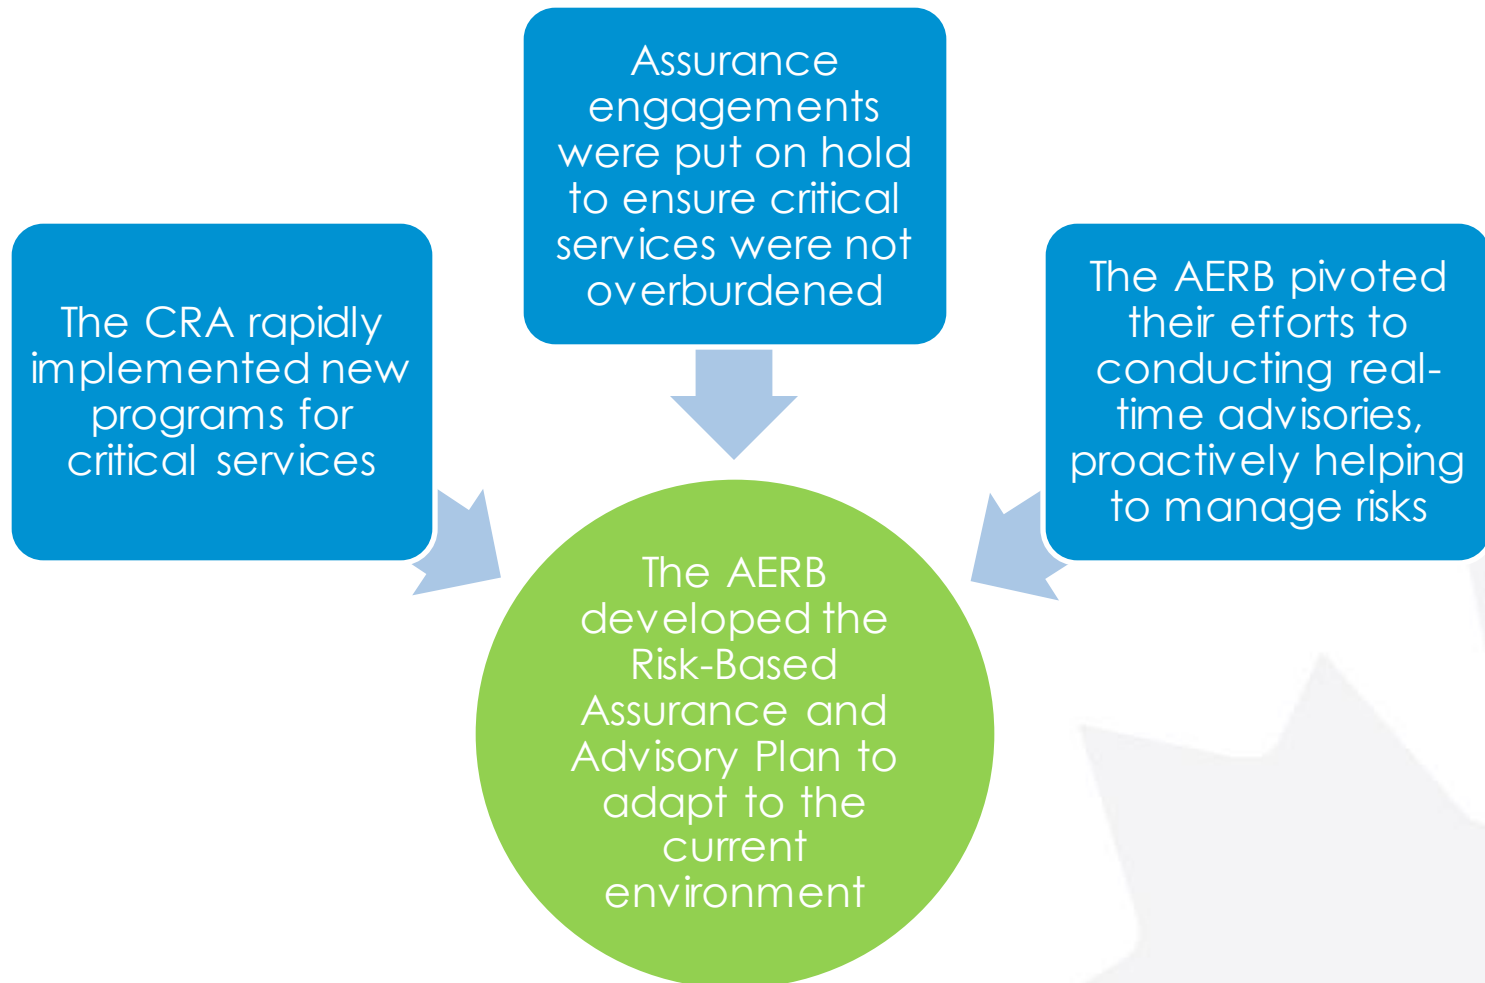 Assurance
engagements
were put on hold
to ensure critical
services were not
overburdened
The CRA rapidly
implemented new
programs for
critical services
The AERB pivoted
their efforts to
conducting real-
time advisories,
proactively helping
to manage risks
The AERB
developed the
Risk-Based
Assurance and
Advisory Plan to
adapt to the
current
environment